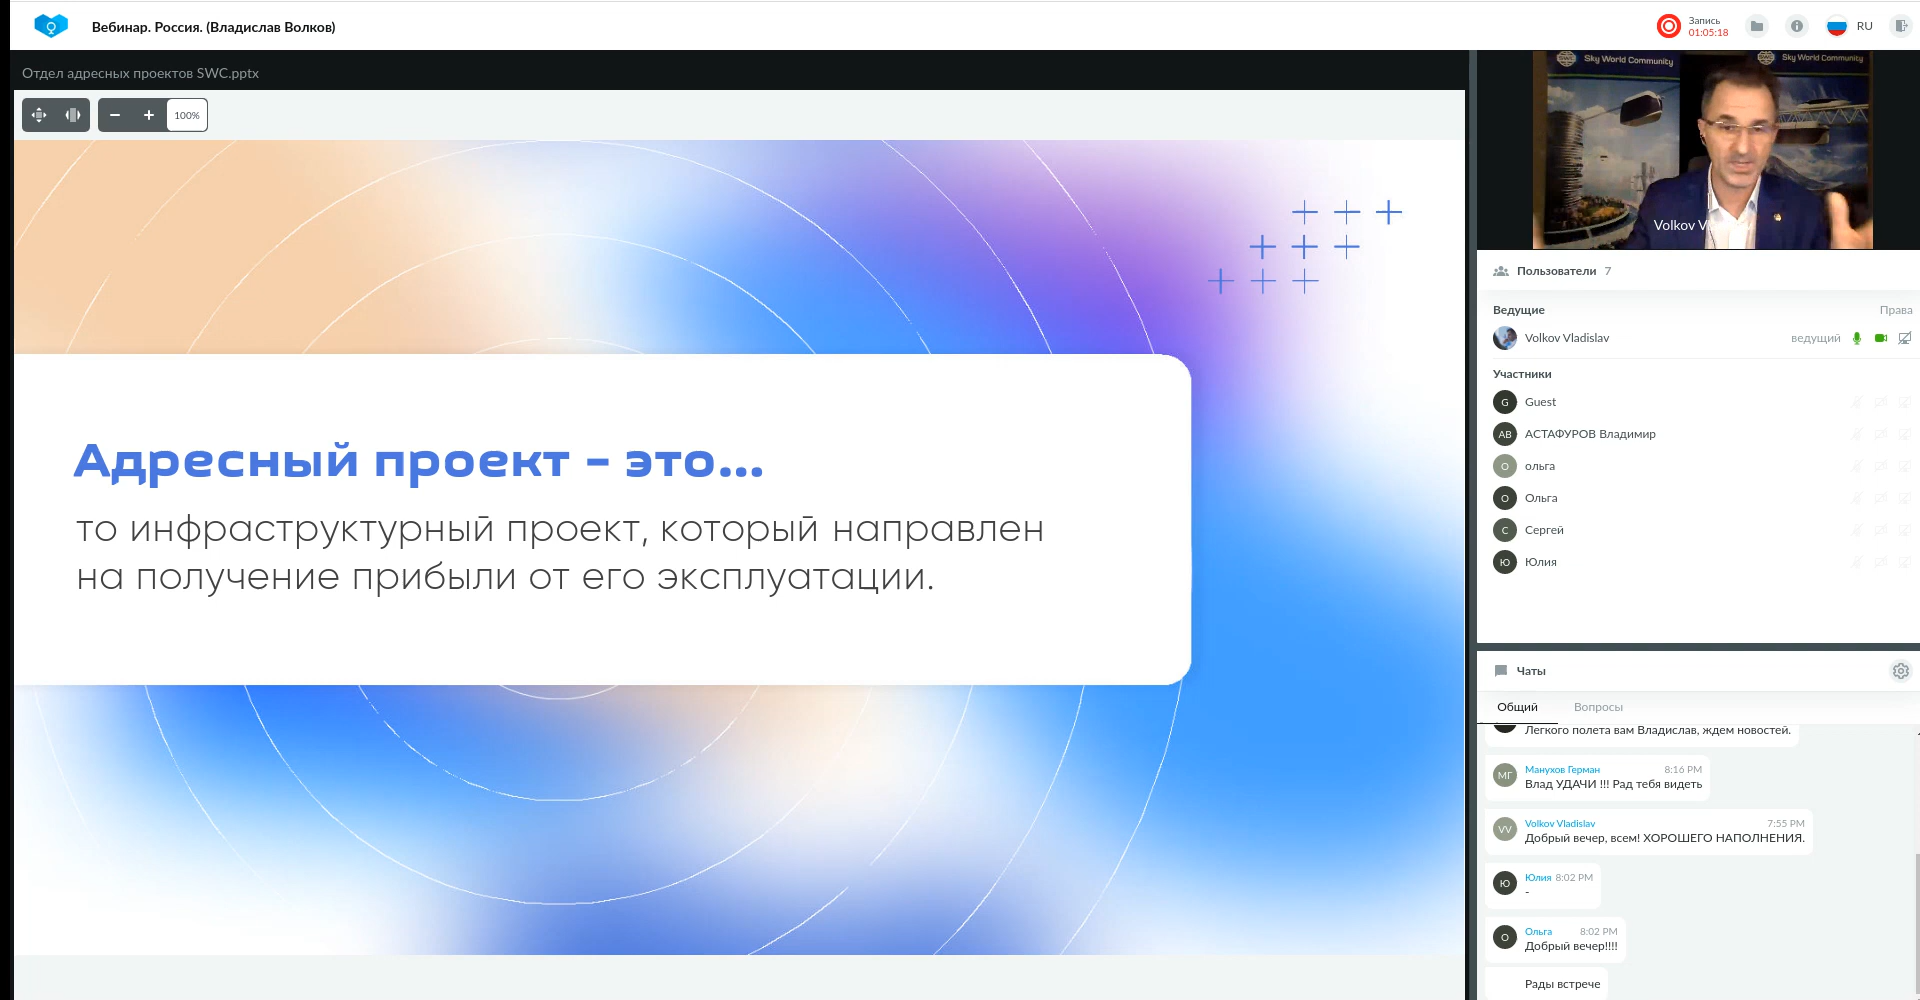 Вебинар. Россия. (Владислав Волков)
Запись
01:05:18
RU
Отдел адресных проектов SWC.pptx
100%
Адресный проект - это...
то инфраструктурный проект, который направлен
на получение прибыли от его эксплуатации.
Sky World Community
Sky World Community
Volkov V
Пользователи 7
Ведущие Права
Volkov Vladislav ведущий
Участники
G Guest
АВ АСТАФУРОВ Владимир
О ольга
О Ольга
С Сергей
Ю Юлия
Чаты
Общий Вопросы
Легкого полета вам Владислав, ждем новостей.
МГ Манухов Герман 8:16 PM
Влад УДАЧИ !!! Рад тебя видеть
VV Volkov Vladislav 7:55 PM
Добрый вечер, всем! ХОРОШЕГО НАПОЛНЕНИЯ.
Ю Юлия 8:02 PM
-
О Ольга 8:02 PM
Добрый вечер!!!!
Рады встрече